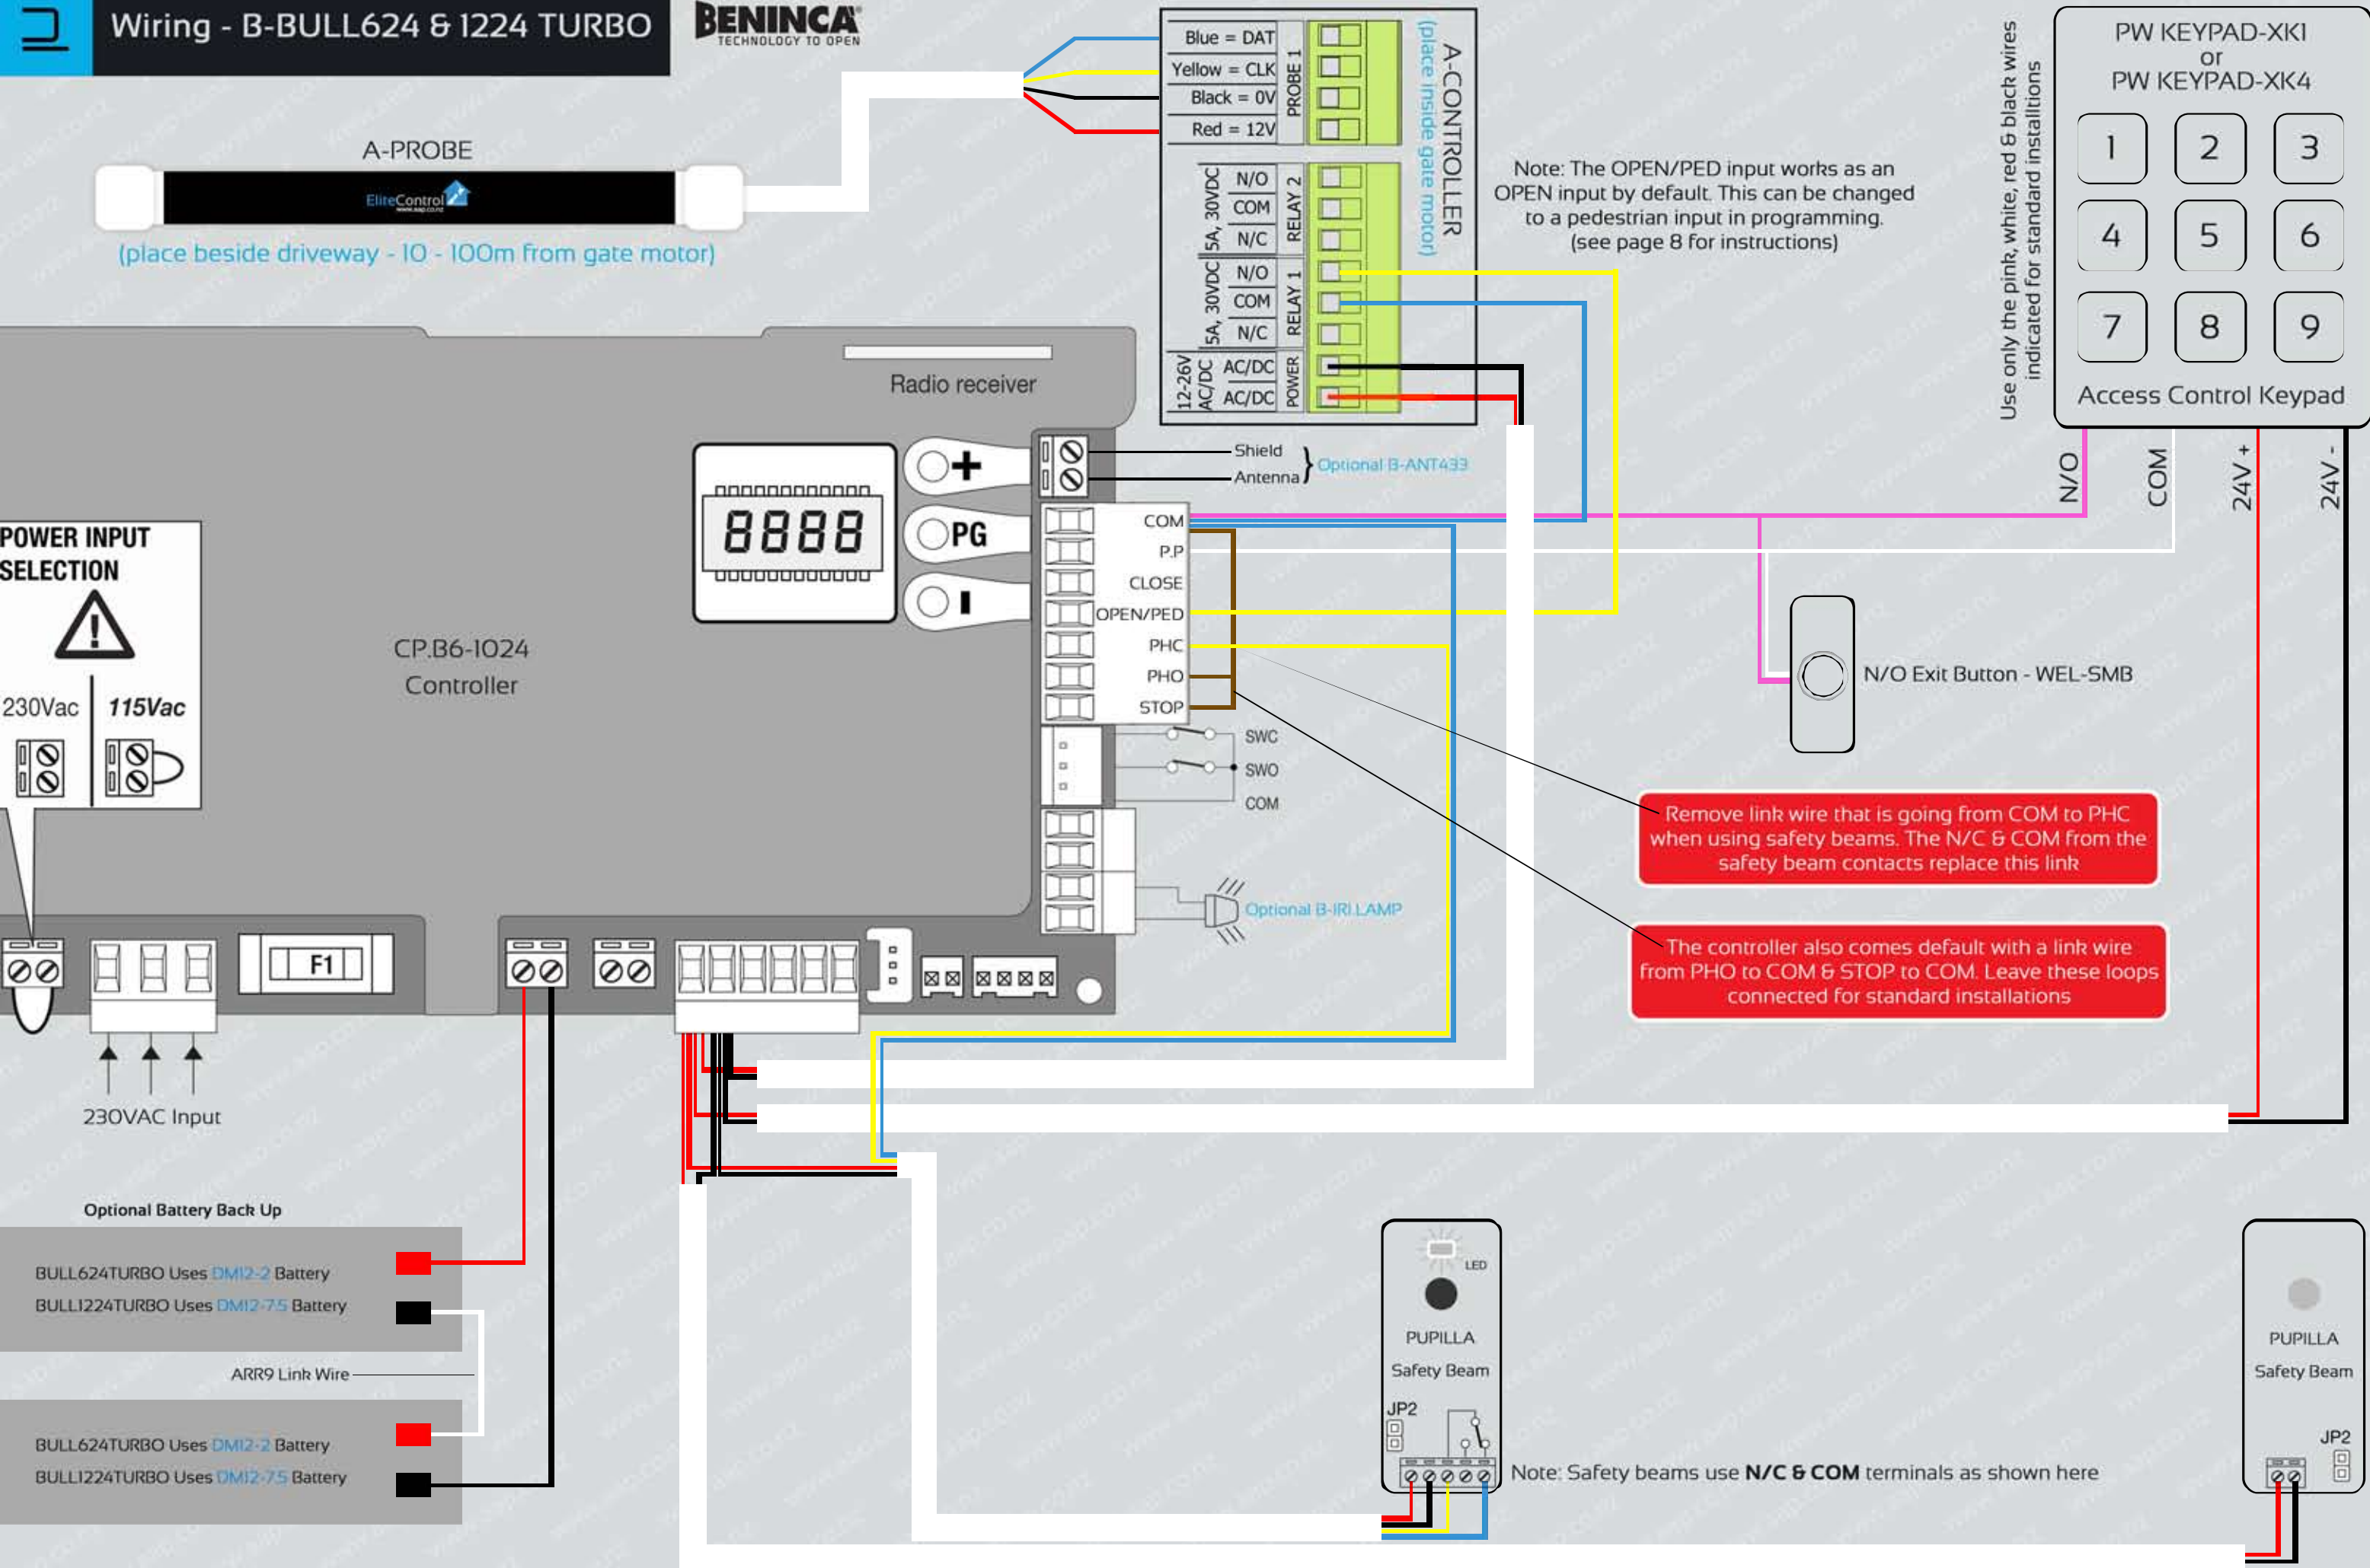 Wiring - B-BULL624 & 1224 TURBO
BENINCA
TECHNOLOGY TO OPEN
A-PROBE
EliteControl
www.aap.co.nz
(place beside driveway - 10 - 100m from gate motor)
Blue = DAT
Yellow = CLK
Black = 0V
Red = 12V
PROBE 1
N/O
COM
N/C
5A, 30VDC
RELAY 2
N/O
COM
N/C
5A, 30VDC
RELAY 1
12-26V
AC/DC
AC/DC
AC/DC
POWER
A-CONTROLLER
(place inside gate motor)
Note: The OPEN/PED input works as an
OPEN input by default. This can be changed
to a pedestrian input in programming.
(see page 8 for instructions)
Use only the pink, white, red & black wires
indicated for standard installtions
PW KEYPAD-XK1
or
PW KEYPAD-XK4
1 2 3
4 5 6
7 8 9
Access Control Keypad
N/O
COM
24V +
24V -
Radio receiver
Shield
Antenna
Optional B-ANT433
8888
+
PG
-
COM
P.P
CLOSE
OPEN/PED
PHC
PHO
STOP
SWC
SWO
COM
Optional B-IRI.LAMP
POWER INPUT
SELECTION
!
230Vac
115Vac
CP.B6-1024
Controller
N/O Exit Button - WEL-SMB
Remove link wire that is going from COM to PHC
when using safety beams. The N/C & COM from the
safety beam contacts replace this link
The controller also comes default with a link wire
from PHO to COM & STOP to COM. Leave these loops
connected for standard installations
F1
230VAC Input
Optional Battery Back Up
BULL624TURBO Uses DM12-2 Battery
BULL1224TURBO Uses DM12-7.5 Battery
ARR9 Link Wire
BULL624TURBO Uses DM12-2 Battery
BULL1224TURBO Uses DM12-7.5 Battery
LED
PUPILLA
Safety Beam
JP2
Note: Safety beams use N/C & COM terminals as shown here
PUPILLA
Safety Beam
JP2